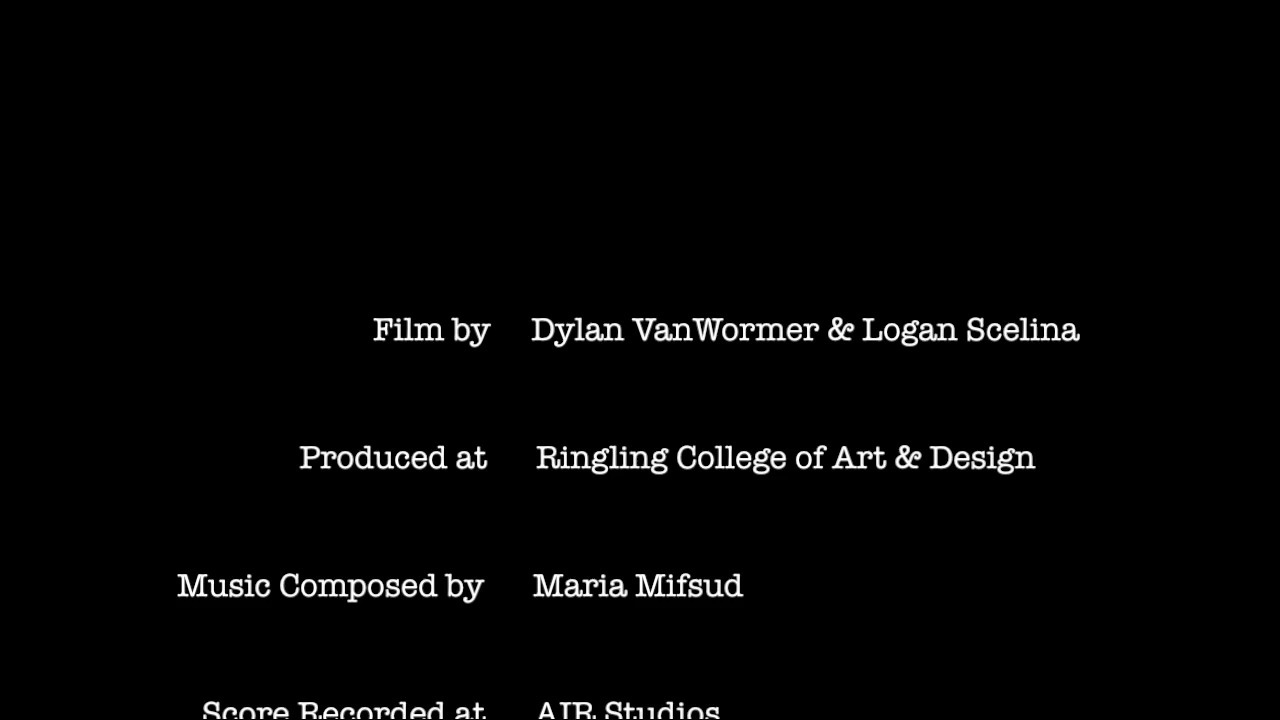 Film by Dylan VanWormer & Logan Scelina
Produced at Ringling College of Art & Design
Music Composed by Maria Mifsud
Score Recorded at AIR Studios